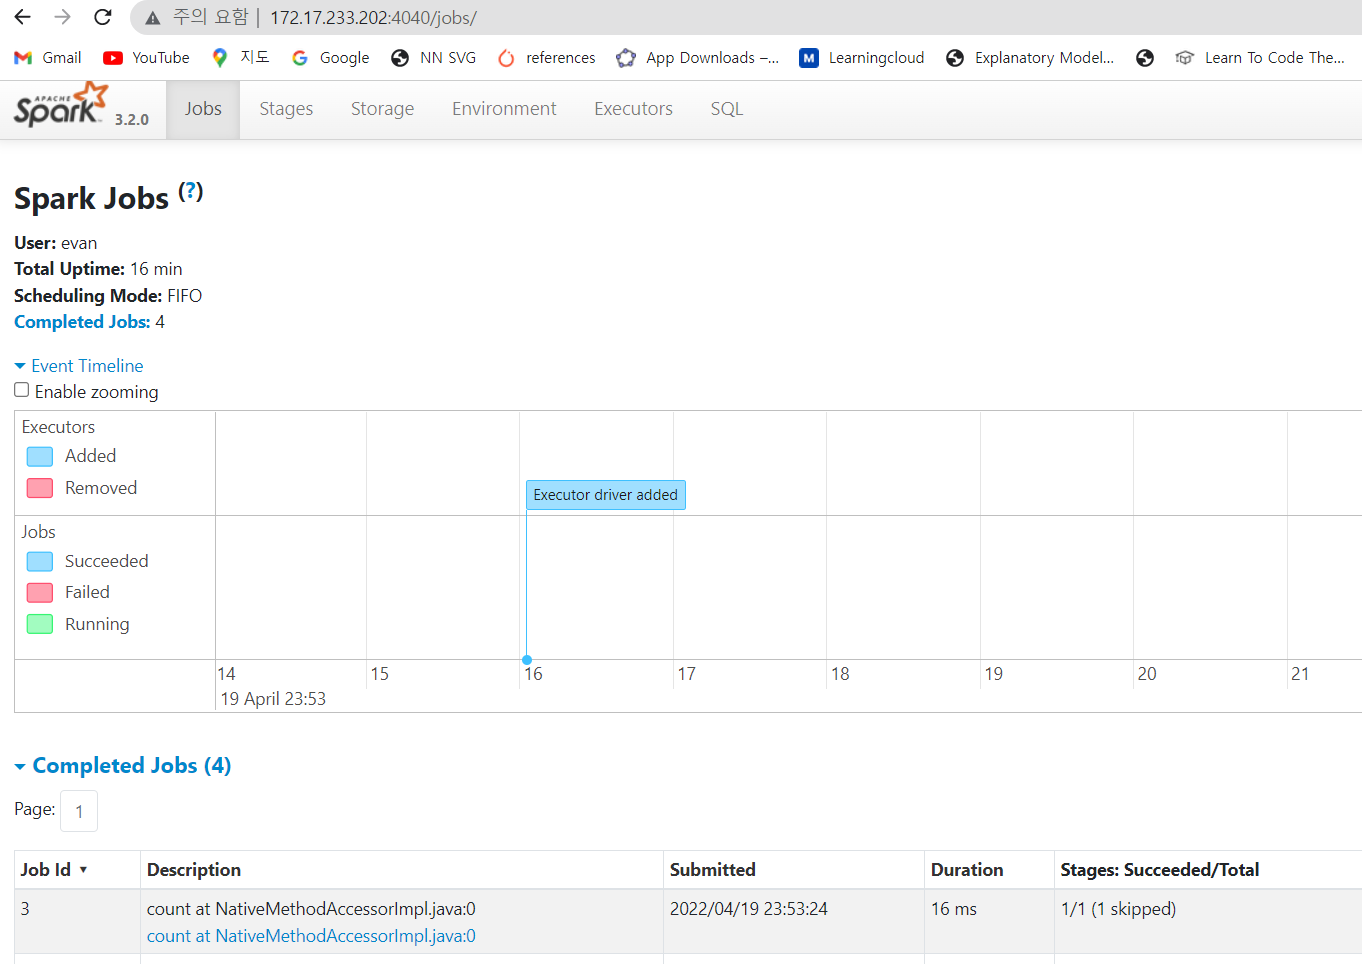 주의 요함 | 172.17.233.202:4040/jobs/
Gmail YouTube 지도 Google NN SVG references App Downloads –... M Learningcloud Explanatory Model... Learn To Code The...
APACHE Spark™ 3.2.0 Jobs Stages Storage Environment Executors SQL
Spark Jobs (?)
User: evan
Total Uptime: 16 min
Scheduling Mode: FIFO
Completed Jobs: 4
Event Timeline
Enable zooming
Executors
Added
Removed
Executor driver added
Jobs
Succeeded
Failed
Running
14 15 16 17 18 19 20 21
19 April 23:53
Completed Jobs (4)
Page: 1
Job Id ▾ Description Submitted Duration Stages: Succeeded/Total
3 count at NativeMethodAccessorImpl.java:0 2022/04/19 23:53:24 16 ms 1/1 (1 skipped)
count at NativeMethodAccessorImpl.java:0